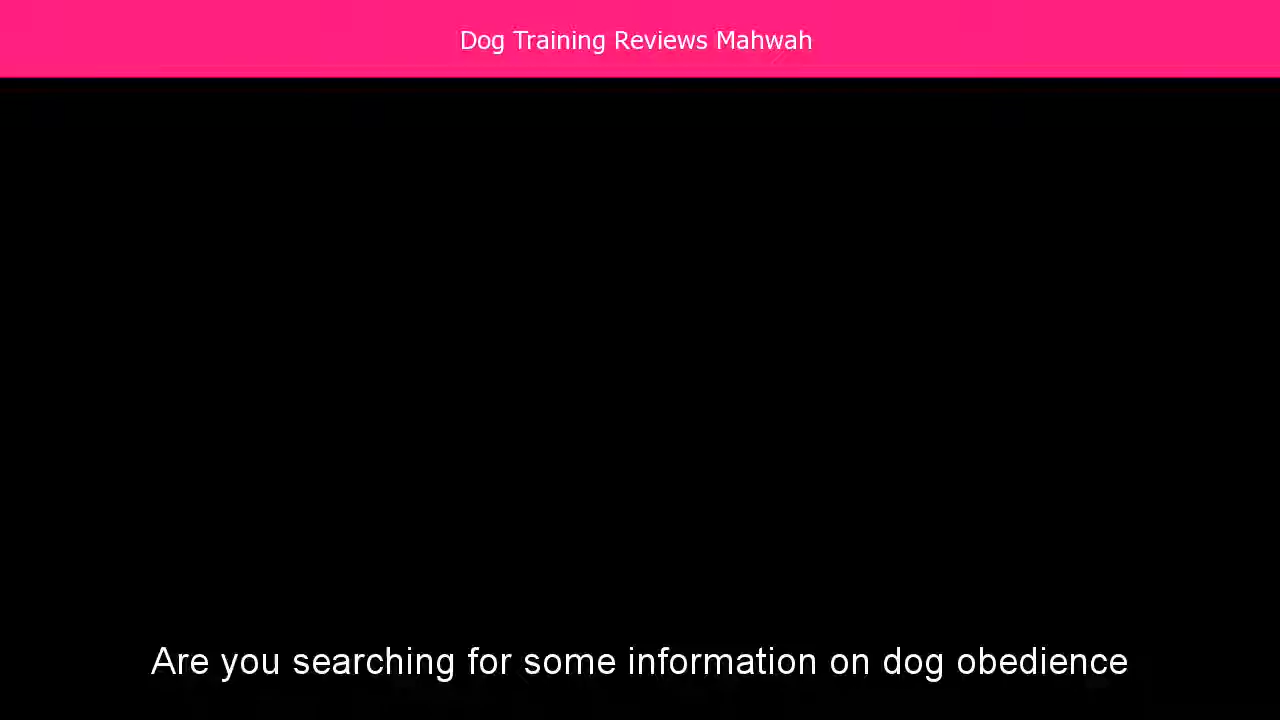 Dog Training Reviews Mahwah
Are you searching for some information on dog obedience